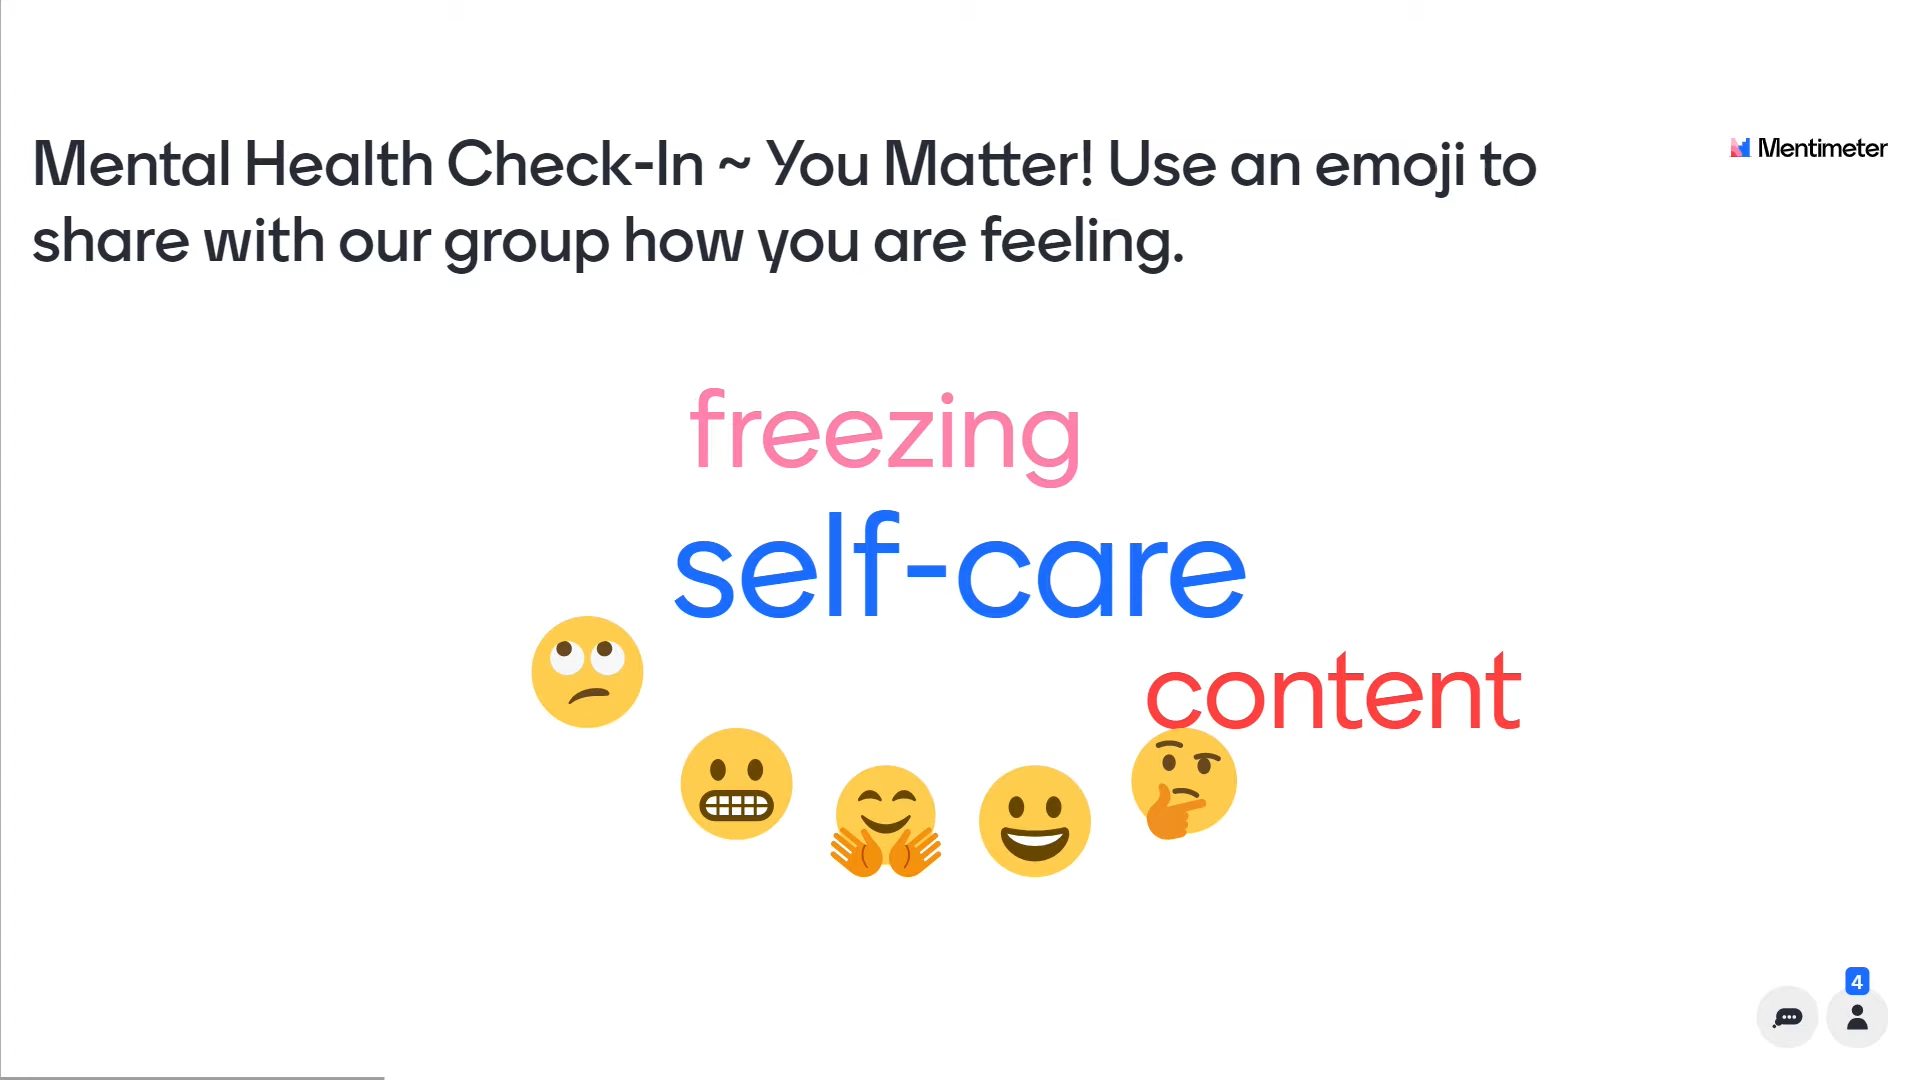 Mental Health Check-In ~ You Matter! Use an emoji to
share with our group how you are feeling.
Mentimeter
freezing
self-care
content
4